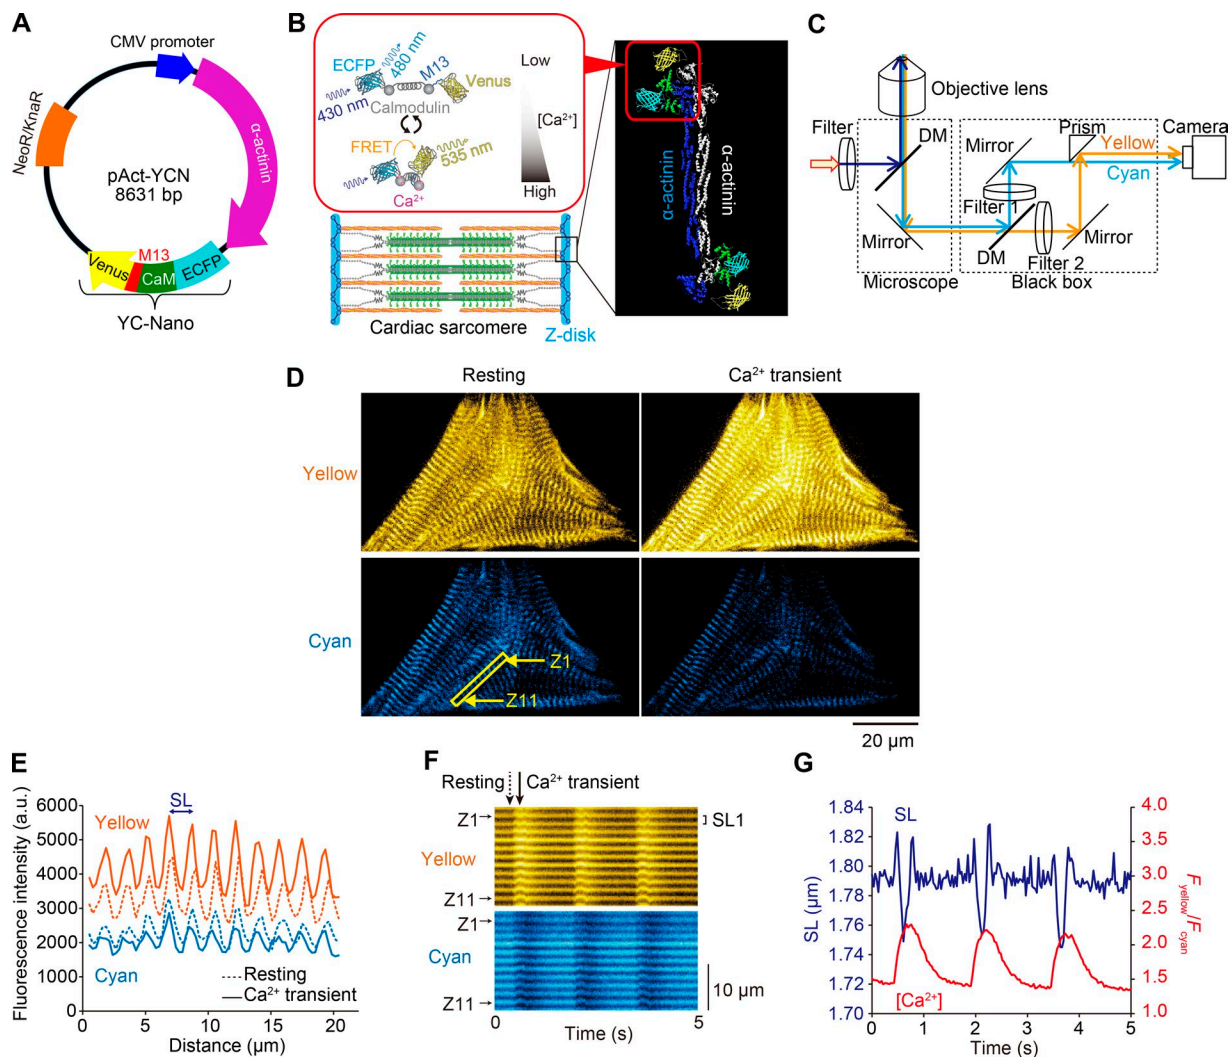 A
CMV promoter
NeoR/KnaR
α-actinin
pAct-YCN
8631 bp
Venus
M13
CaM
ECFP
YC-Nano
B
ECFP
480 nm
M13
Venus
430 nm
Calmodulin
FRET
535 nm
Ca²⁺
Low
[Ca²⁺]
High
α-actinin
α-actinin
Cardiac sarcomere
Z-disk
C
Objective lens
Filter
DM
Mirror
Microscope
Mirror
Prism
Camera
Yellow
Cyan
Filter 1
DM
Filter 2
Mirror
Black box
D
Resting
Ca²⁺ transient
Yellow
Cyan
Z1
Z11
20 µm
E
Fluorescence intensity (a.u.)
6000
5000
4000
3000
2000
1000
0
SL
Yellow
Cyan
Resting
Ca²⁺ transient
0
5
10
15
20
Distance (µm)
F
Resting
Ca²⁺ transient
Z1
SL1
Yellow
Z11
Z1
Cyan
Z11
10 µm
0
5
Time (s)
G
SL (µm)
1.84
1.82
1.80
1.78
1.76
1.74
1.72
1.70
SL
[Ca²⁺]
4.0
3.5
3.0
2.5
2.0
1.5
1.0
Fyellow/Fcyan
0
1
2
3
4
5
Time (s)